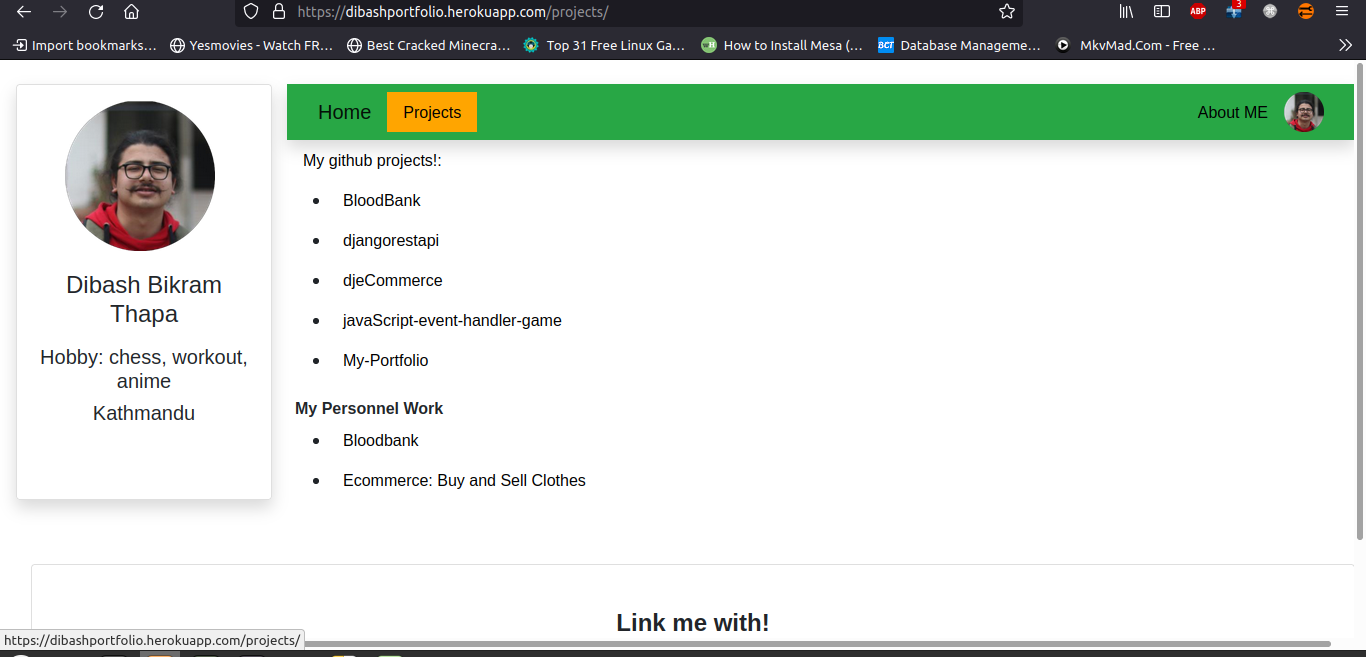 https://dibashportfolio.herokuapp.com/projects/
ABP
3
Import bookmarks...
Yesmovies - Watch FR...
Best Cracked Minecra...
Top 31 Free Linux Ga...
How to Install Mesa (...
BCT
Database Manageme...
MkvMad.Com - Free ...
Home
Projects
About ME
Dibash Bikram
Thapa
Hobby: chess, workout,
anime
Kathmandu
My github projects!:
BloodBank
djangorestapi
djeCommerce
javaScript-event-handler-game
My-Portfolio
My Personnel Work
Bloodbank
Ecommerce: Buy and Sell Clothes
Link me with!
https://dibashportfolio.herokuapp.com/projects/